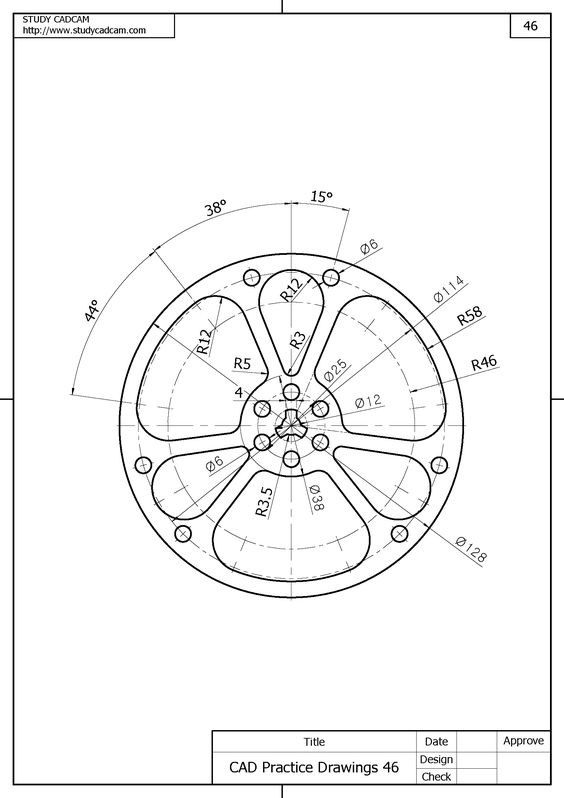 STUDY CADCAM
http://www.studycadcam.com
46
38°
15°
44°
Ø6
Ø114
R12
R58
R12
R3
R5
Ø25
R46
4
Ø12
Ø6
R3.5
Ø38
Ø128
Title
Date
Approve
CAD Practice Drawings 46
Design
Check